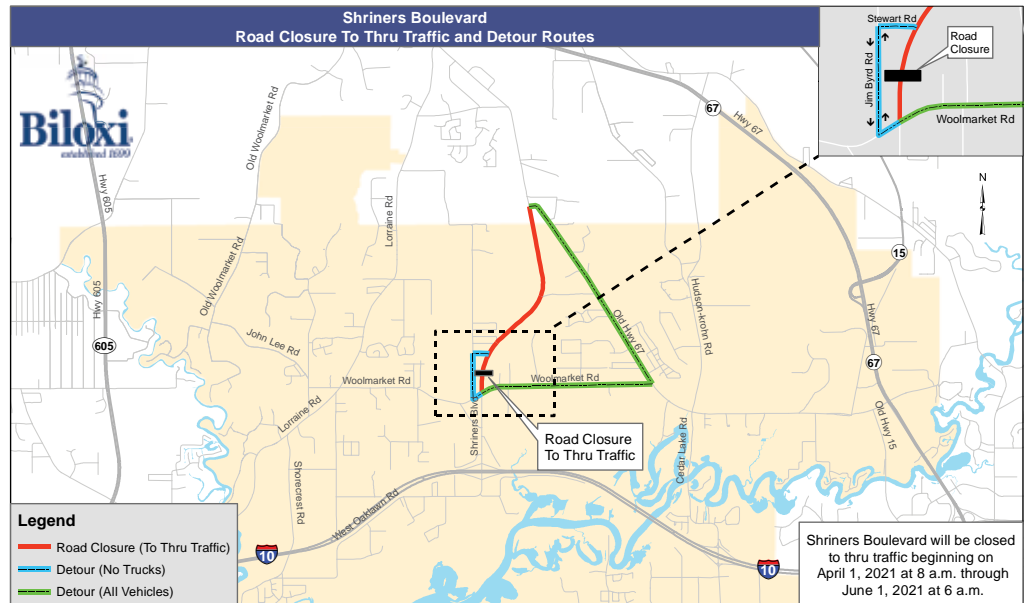 Shriners Boulevard
Road Closure To Thru Traffic and Detour Routes
Biloxi
established 1699
Stewart Rd
Road
Closure
Jim Byrd Rd
Woolmarket Rd
67
Hwy 67
Old Woolmarket Rd
Hwy 605
N
Lorraine Rd
15
Old Woolmarket Rd
Hwy 605
Hudson-krohn Rd
Hwy 67
Old Hwy 67
605
John Lee Rd
67
Woolmarket Rd
Woolmarket Rd
Lorraine Rd
Shriners Blvd
Old Hwy 15
Road Closure
To Thru Traffic
Cedar Lake Rd
Shorecrest Rd
West Oaklawn Rd
10
10
Legend
Road Closure (To Thru Traffic)
Detour (No Trucks)
Detour (All Vehicles)
Shriners Boulevard will be closed
to thru traffic beginning on
April 1, 2021 at 8 a.m. through
June 1, 2021 at 6 a.m.